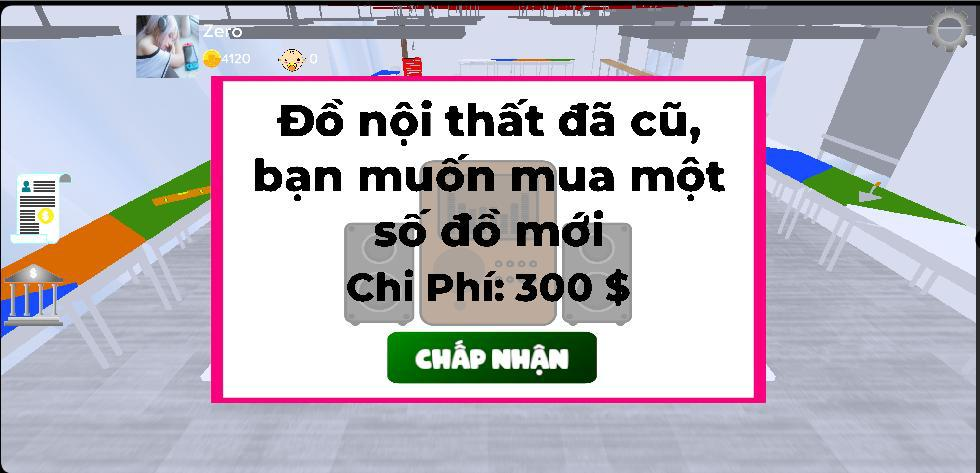 Zero
4120
0
Đồ nội thất đã cũ,
bạn muốn mua một
số đồ mới
Chi Phí: 300 $
CHẤP NHẬN